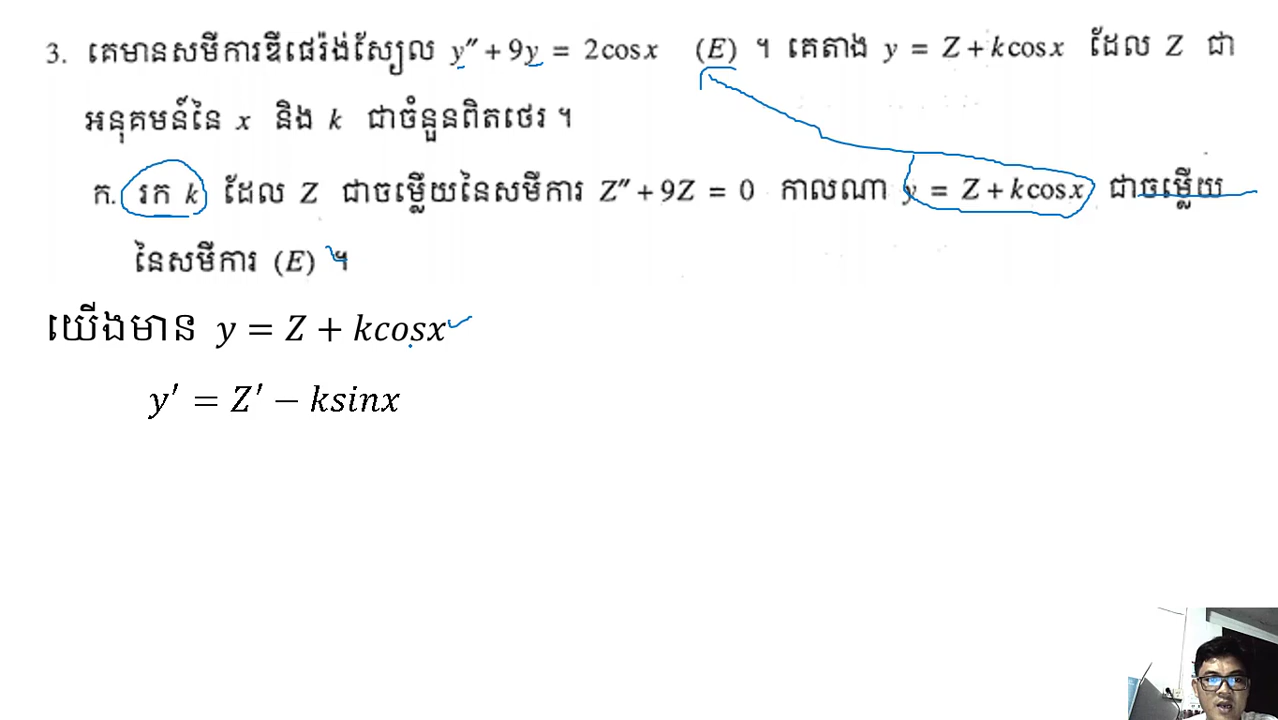 3. គេមានសមីការឌីផេរ៉ង់ស្យែល y″ + 9y = 2cosx (E) ។ គេតាង y = Z + kcosx ដែល Z ជា
អនុគមន៍នៃ x និង k ជាចំនួនពិតថេរ ។
ក. រក k ដែល Z ជាចម្លើយនៃសមីការ Z″ + 9Z = 0 កាលណា y = Z + kcosx ជាចម្លើយ
នៃសមីការ (E) ។
យើងមាន y = Z + kcosx
y′ = Z′ − ksinx